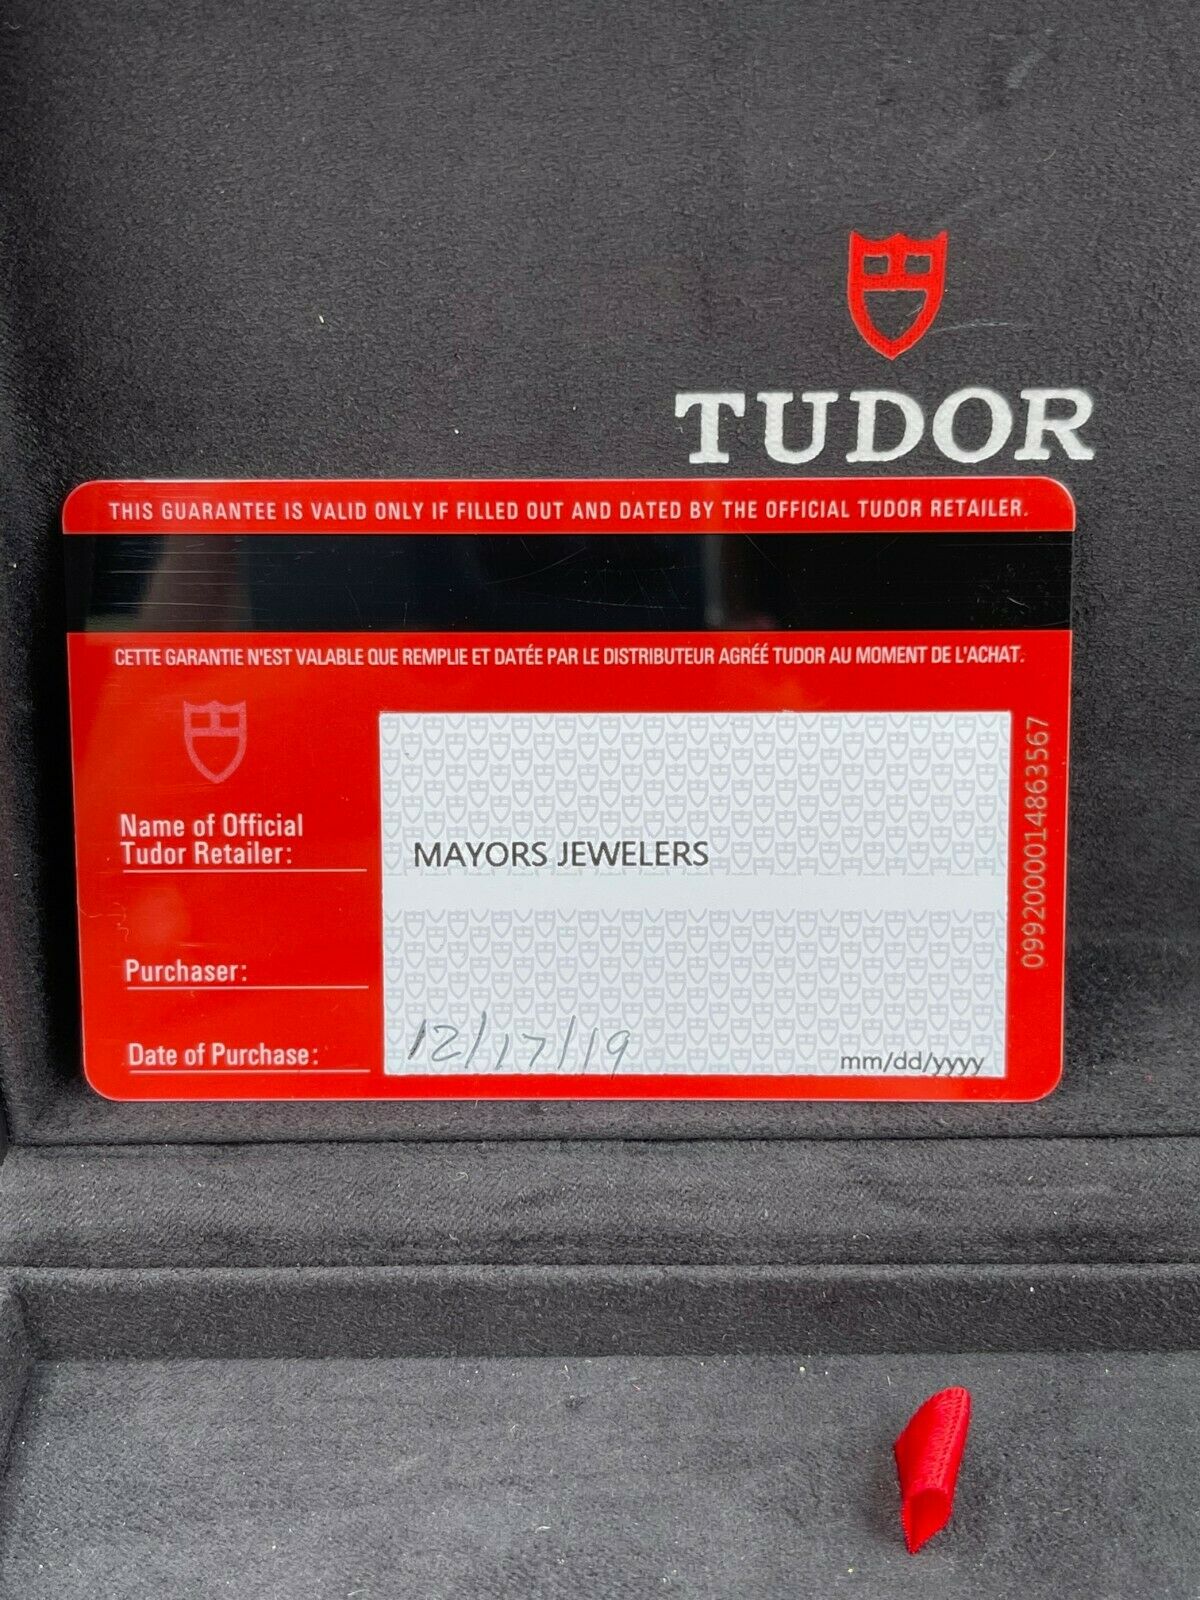 TUDOR
THIS GUARANTEE IS VALID ONLY IF FILLED OUT AND DATED BY THE OFFICIAL TUDOR RETAILER.
CETTE GARANTIE N'EST VALABLE QUE REMPLIE ET DATÉE PAR LE DISTRIBUTEUR AGRÉÉ TUDOR AU MOMENT DE L'ACHAT.
Name of Official
Tudor Retailer:
MAYORS JEWELERS
Purchaser:
Date of Purchase:
12/17/19
mm/dd/yyyy
0992000014863567